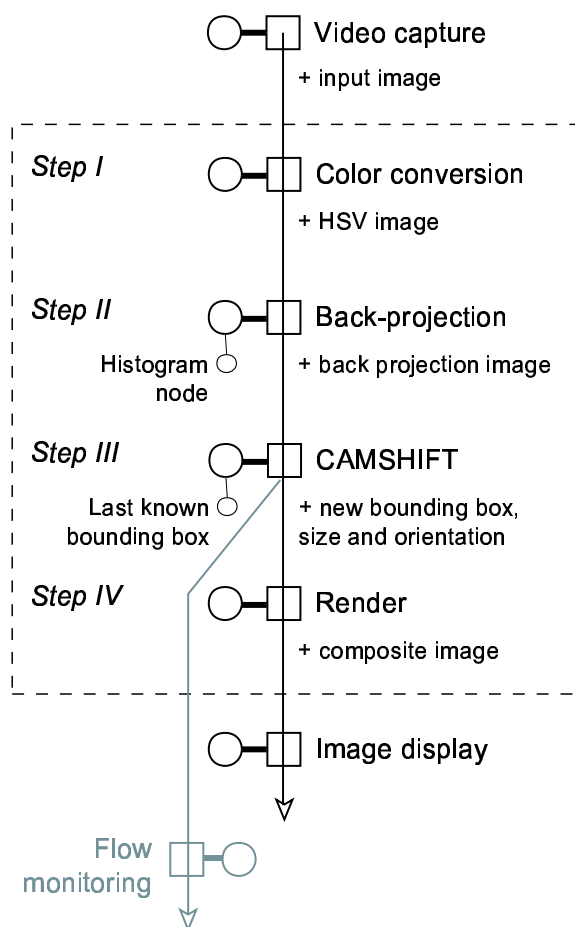 Video capture
+ input image
Step I
Color conversion
+ HSV image
Step II
Back-projection
Histogram
node
+ back projection image
Step III
CAMSHIFT
Last known
bounding box
+ new bounding box,
size and orientation
Step IV
Render
+ composite image
Image display
Flow
monitoring